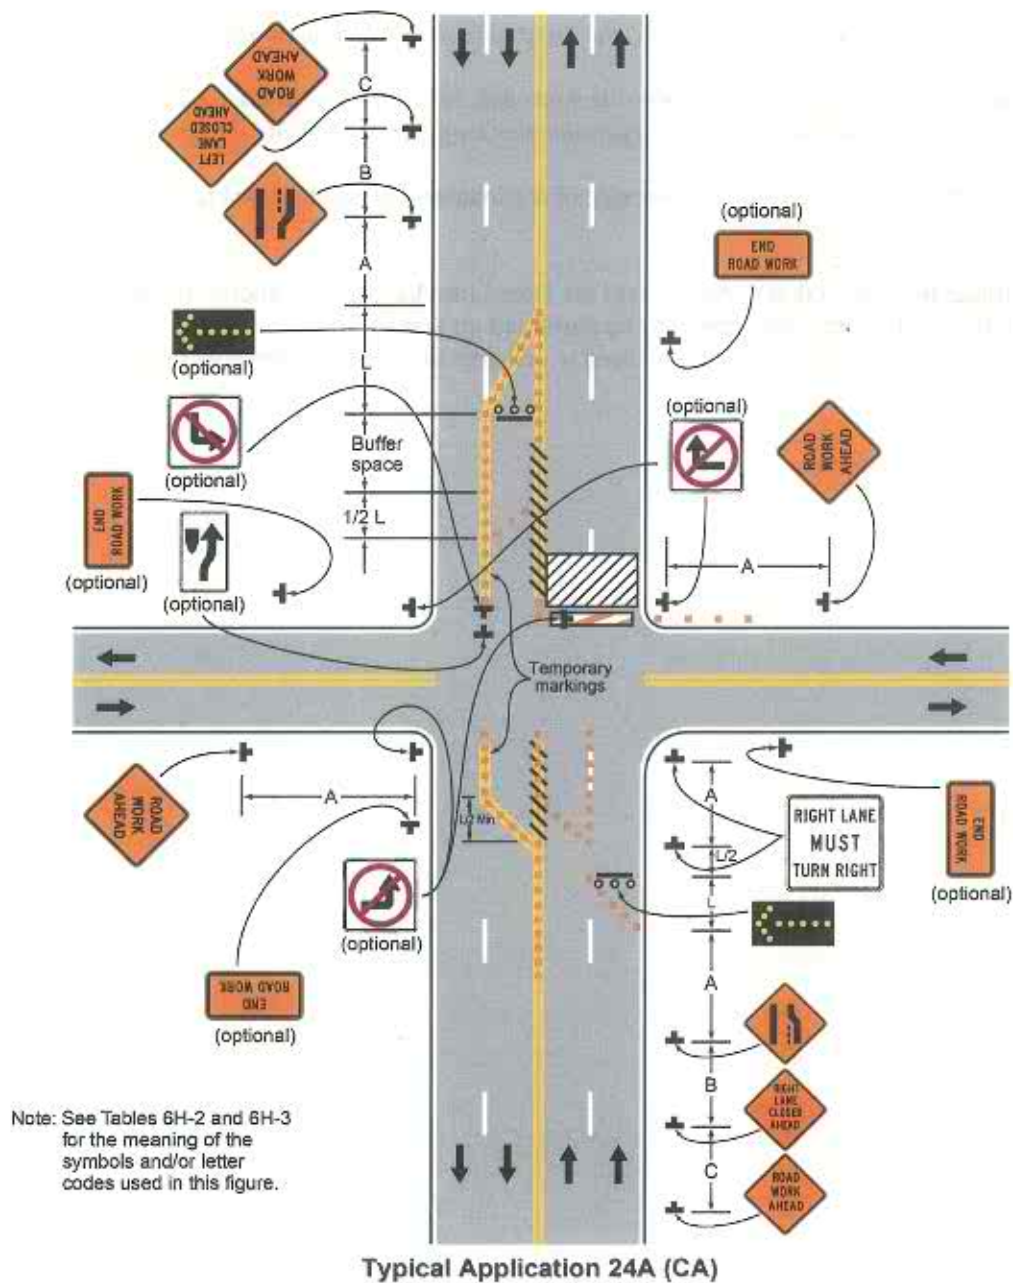 ROAD
WORK
AHEAD
C
LEFT
LANE
CLOSED
AHEAD
B
A
(optional)
END
ROAD WORK
L
(optional)
(optional)
ROAD
WORK
AHEAD
Buffer
space
(optional)
END
ROAD WORK
1/2 L
(optional)
(optional)
A
Temporary
markings
ROAD
WORK
AHEAD
A
L/2 Min
A
RIGHT LANE
MUST
TURN RIGHT
END
ROAD WORK
L/2
(optional)
L
(optional)
END
ROAD WORK
(optional)
A
B
RIGHT
LANE
CLOSED
AHEAD
C
ROAD
WORK
AHEAD
Note: See Tables 6H-2 and 6H-3
for the meaning of the
symbols and/or letter
codes used in this figure.
Typical Application 24A (CA)